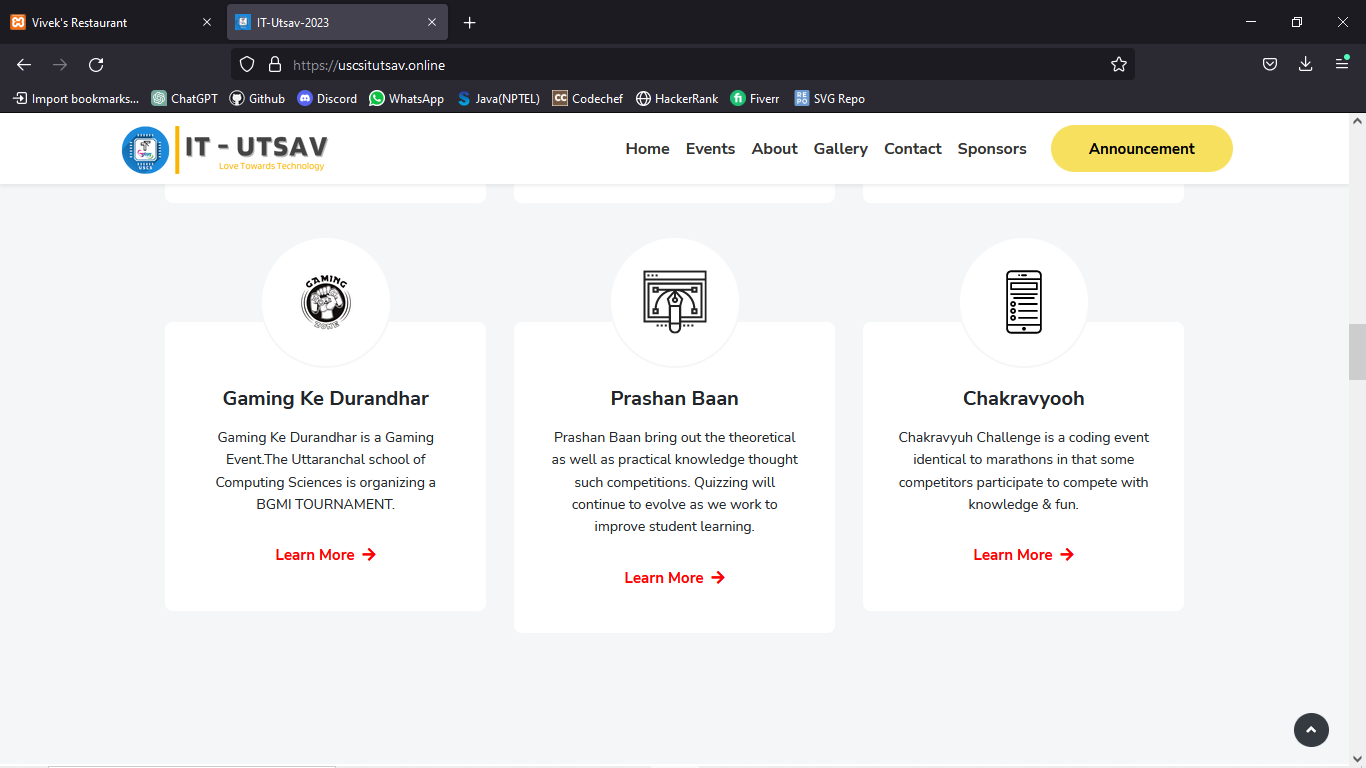 Vivek's Restaurant
IT-Utsav-2023
https://uscsitutsav.online
Import bookmarks... ChatGPT Github Discord WhatsApp Java(NPTEL) Codechef HackerRank Fiverr SVG Repo
IT - UTSAV
Love Towards Technology
Home Events About Gallery Contact Sponsors Announcement
GAMING
ZONE
Gaming Ke Durandhar
Gaming Ke Durandhar is a Gaming
Event.The Uttaranchal school of
Computing Sciences is organizing a
BGMI TOURNAMENT.
Learn More
Prashan Baan
Prashan Baan bring out the theoretical
as well as practical knowledge thought
such competitions. Quizzing will
continue to evolve as we work to
improve student learning.
Learn More
Chakravyooh
Chakravyuh Challenge is a coding event
identical to marathons in that some
competitors participate to compete with
knowledge & fun.
Learn More